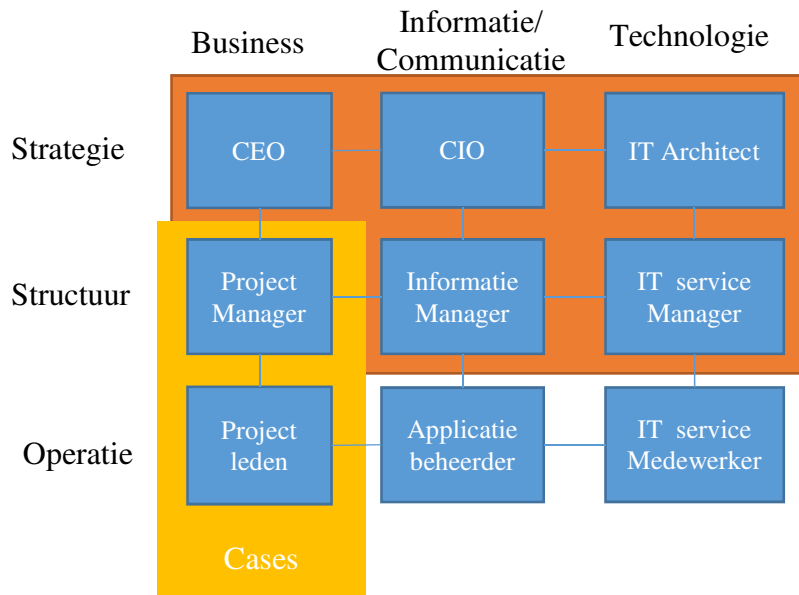 Business
Informatie/
Communicatie
Technologie
Strategie
CEO
CIO
IT Architect
Structuur
Project
Manager
Informatie
Manager
IT service
Manager
Operatie
Project
leden
Applicatie
beheerder
IT service
Medewerker
Cases